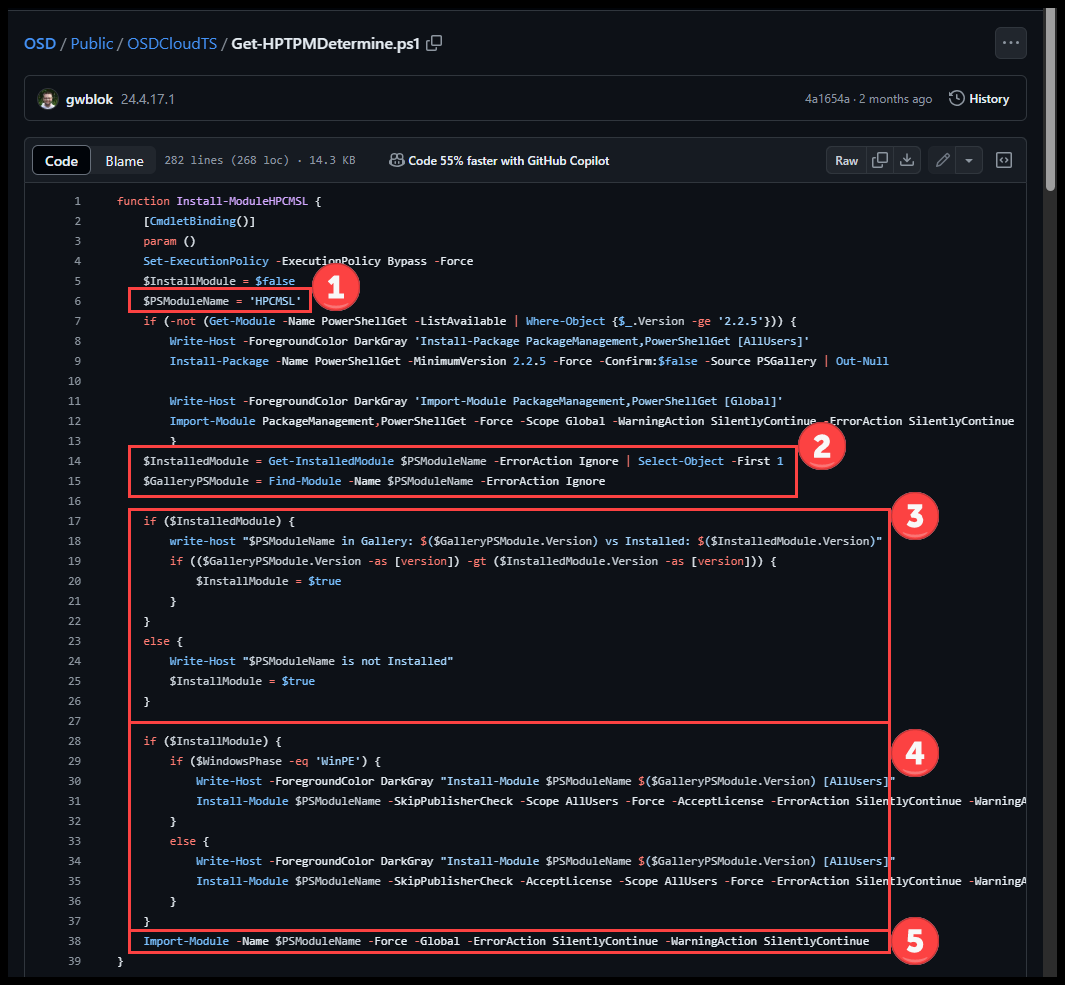 OSD / Public / OSDCloudTS / Get-HPTPMDetermine.ps1
gwblok 24.4.17.1 4a1654a · 2 months ago History
Code Blame 282 lines (268 loc) · 14.3 KB Code 55% faster with GitHub Copilot Raw
1 function Install-ModuleHPCMSL {
2 [CmdletBinding()]
3 param ()
4 Set-ExecutionPolicy -ExecutionPolicy Bypass -Force
5 $InstallModule = $false
1
6 $PSModuleName = 'HPCMSL'
7 if (-not (Get-Module -Name PowerShellGet -ListAvailable | Where-Object {$_.Version -ge '2.2.5'})) {
8 Write-Host -ForegroundColor DarkGray 'Install-Package PackageManagement,PowerShellGet [AllUsers]'
9 Install-Package -Name PowerShellGet -MinimumVersion 2.2.5 -Force -Confirm:$false -Source PSGallery | Out-Null
10
11 Write-Host -ForegroundColor DarkGray 'Import-Module PackageManagement,PowerShellGet [Global]'
12 Import-Module PackageManagement,PowerShellGet -Force -Scope Global -WarningAction SilentlyContinue -ErrorAction SilentlyContinue
13 }
2
14 $InstalledModule = Get-InstalledModule $PSModuleName -ErrorAction Ignore | Select-Object -First 1
15 $GalleryPSModule = Find-Module -Name $PSModuleName -ErrorAction Ignore
16
3
17 if ($InstalledModule) {
18 write-host "$PSModuleName in Gallery: $($GalleryPSModule.Version) vs Installed: $($InstalledModule.Version)"
19 if (($GalleryPSModule.Version -as [version]) -gt ($InstalledModule.Version -as [version])) {
20 $InstallModule = $true
21 }
22 }
23 else {
24 Write-Host "$PSModuleName is not Installed"
25 $InstallModule = $true
26 }
27
28 if ($InstallModule) {
4
29 if ($WindowsPhase -eq 'WinPE') {
30 Write-Host -ForegroundColor DarkGray "Install-Module $PSModuleName $($GalleryPSModule.Version) [AllUsers]"
31 Install-Module $PSModuleName -SkipPublisherCheck -Scope AllUsers -Force -AcceptLicense -ErrorAction SilentlyContinue -WarningA
32 }
33 else {
34 Write-Host -ForegroundColor DarkGray "Install-Module $PSModuleName $($GalleryPSModule.Version) [AllUsers]"
35 Install-Module $PSModuleName -SkipPublisherCheck -AcceptLicense -Scope AllUsers -Force -ErrorAction SilentlyContinue -WarningA
36 }
37 }
38 Import-Module -Name $PSModuleName -Force -Global -ErrorAction SilentlyContinue -WarningAction SilentlyContinue
5
39 }